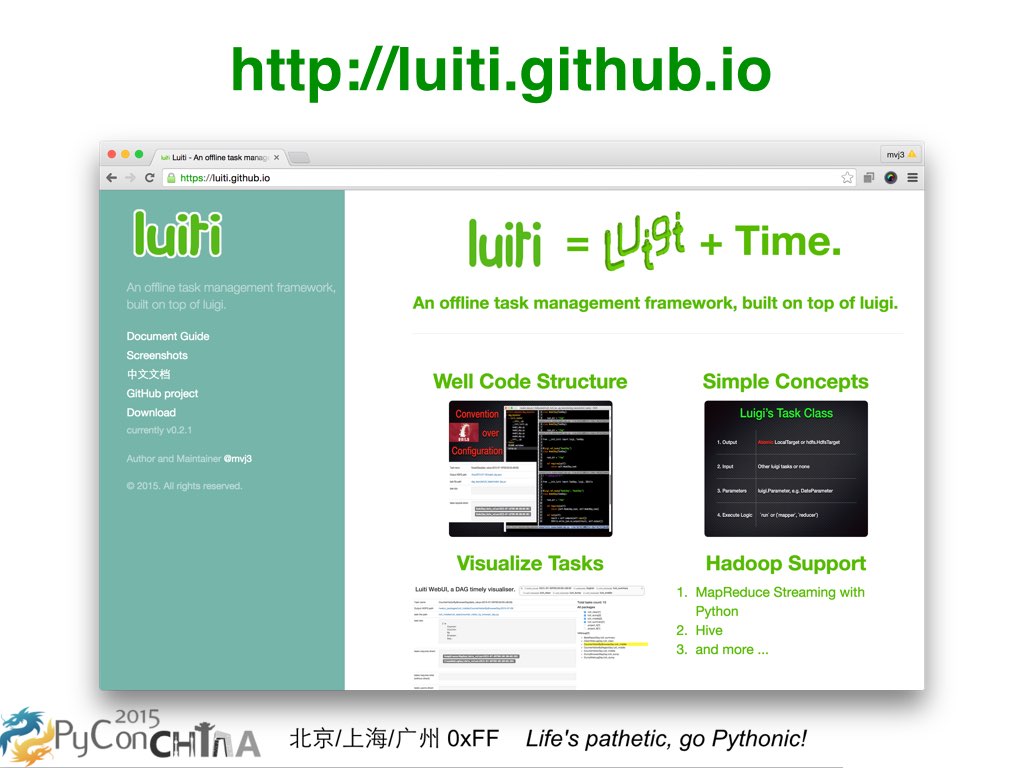 http://luiti.github.io
luiti Luiti - An offline task manag
mvj3
https://luiti.github.io
luiti
An offline task management framework,
built on top of luigi.
Document Guide
Screenshots
中文文档
GitHub project
Download
currently v0.2.1
Author and Maintainer @mvj3
© 2015. All rights reserved.
luiti = Luigi + Time.
An offline task management framework, built on top of luigi.
Well Code Structure
Simple Concepts
Convention
over
Configuration
Luigi's Task Class
1. Output Atomic LocalTarget or hdfs.HdfsTarget
2. Input Other luigi tasks or none
3. Parameters luigi.Parameter, e.g. DateParameter
4. Execute Logic `run` or ('mapper', 'reducer')
Visualize Tasks
Hadoop Support
Luiti WebUI, a DAG timely visualiser.
1. MapReduce Streaming with
Python
2. Hive
3. and more ...
2015
PyConCHINA
北京/上海/广州 0xFF Life's pathetic, go Pythonic!